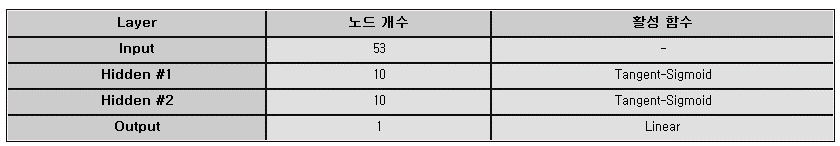 Layer 노드 개수 활성 함수
Input 53 -
Hidden #1 10 Tangent-Sigmoid
Hidden #2 10 Tangent-Sigmoid
Output 1 Linear